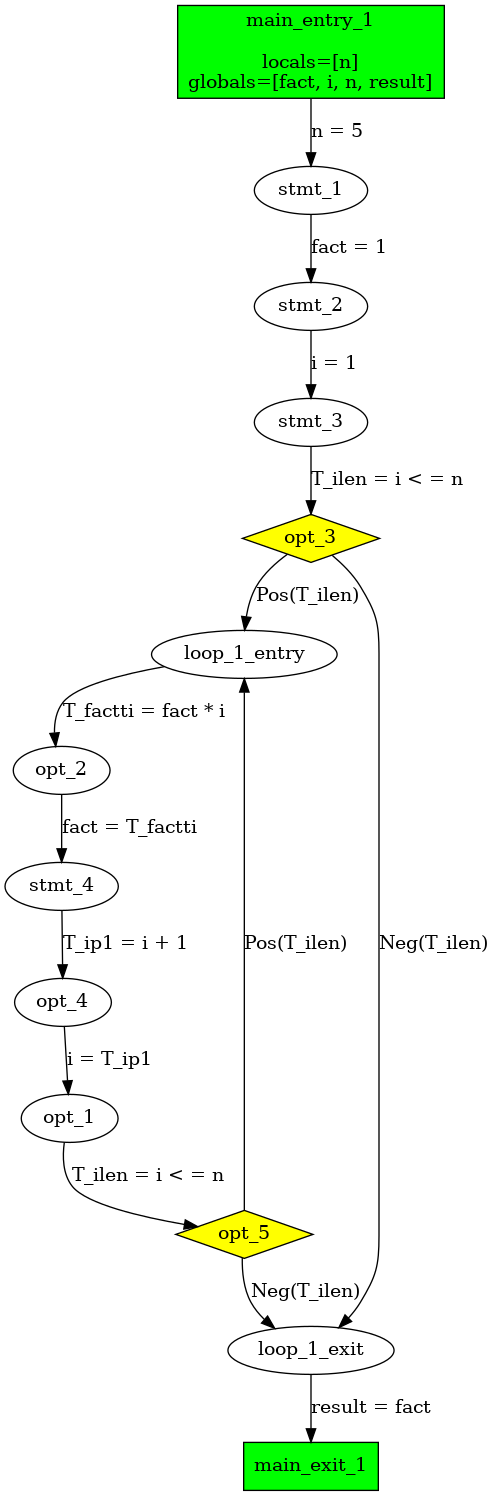 main_entry_1
locals=[n]
globals=[fact, i, n, result]
n = 5
stmt_1
fact = 1
stmt_2
i = 1
stmt_3
T_ilen = i < = n
opt_3
Pos(T_ilen)
loop_1_entry
T_factti = fact * i
opt_2
fact = T_factti
stmt_4
T_ip1 = i + 1
Pos(T_ilen)
Neg(T_ilen)
opt_4
i = T_ip1
opt_1
T_ilen = i < = n
opt_5
Neg(T_ilen)
loop_1_exit
result = fact
main_exit_1